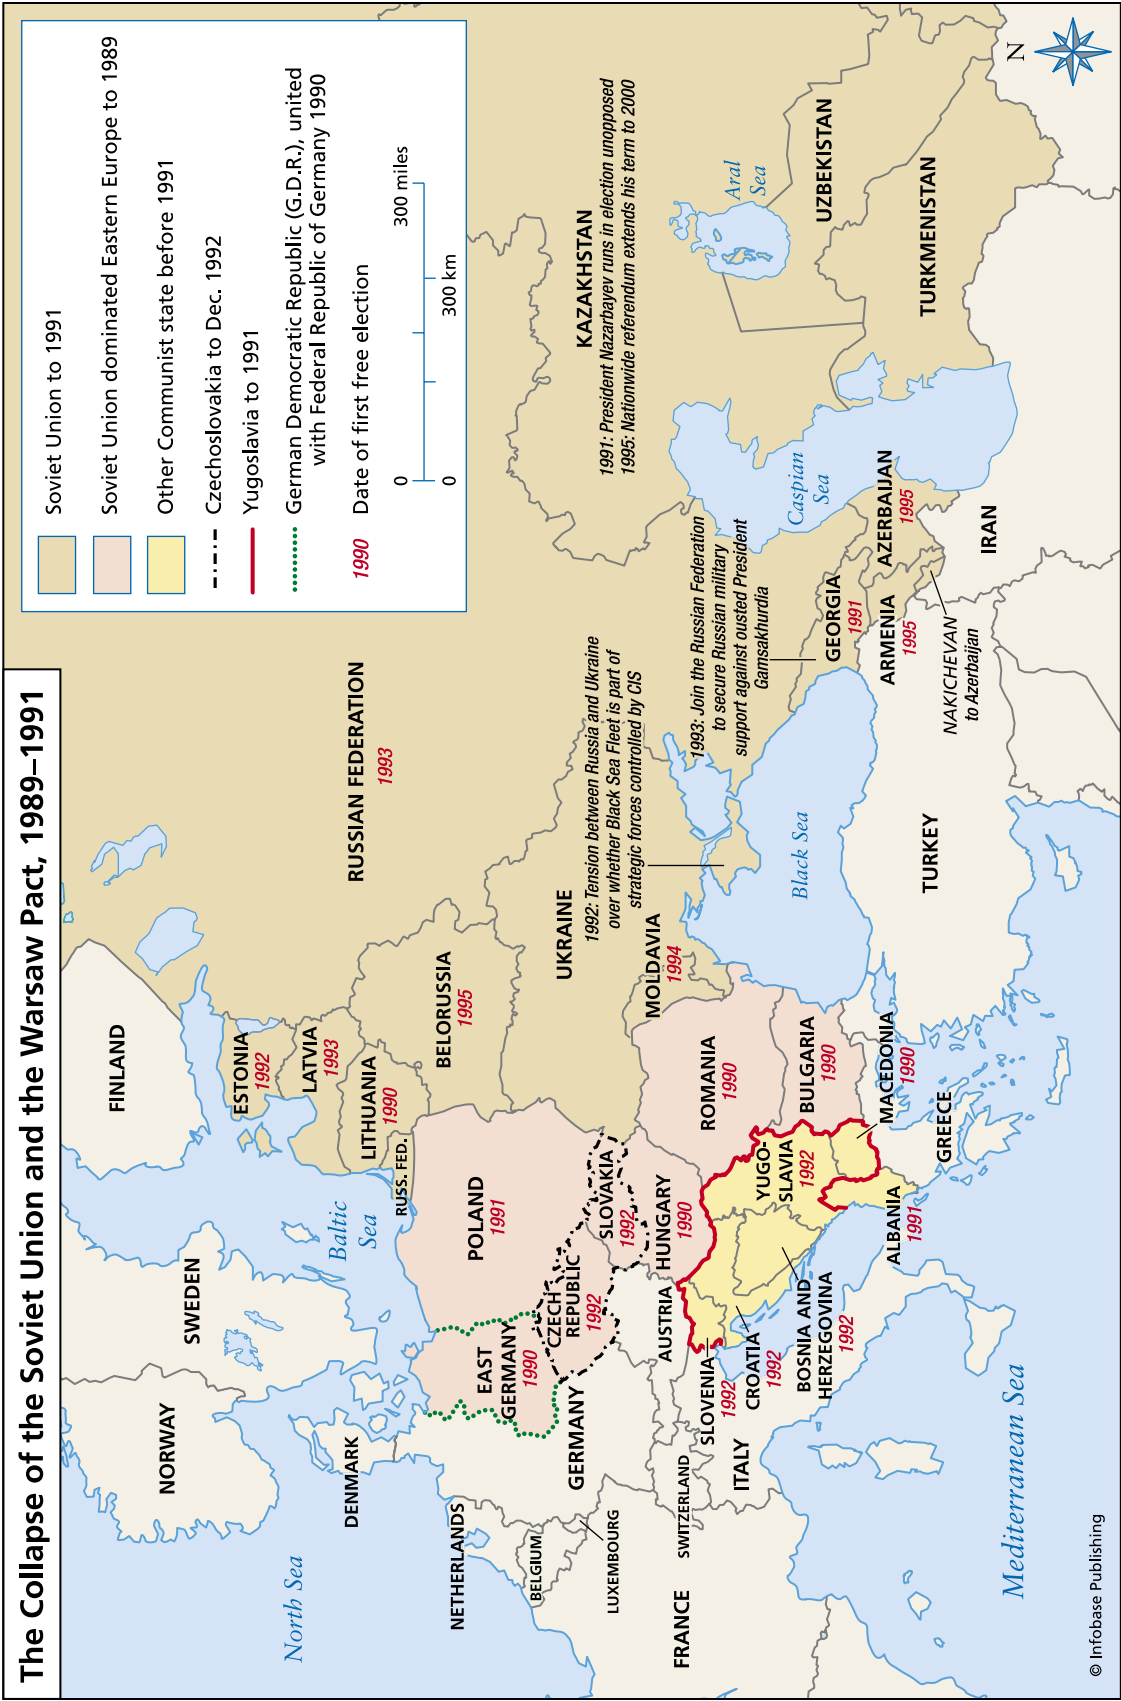 The Collapse of the Soviet Union and the Warsaw Pact, 1989–1991
Soviet Union to 1991
Soviet Union dominated Eastern Europe to 1989
Other Communist state before 1991
Czechoslovakia to Dec. 1992
Yugoslavia to 1991
German Democratic Republic (G.D.R.), united
with Federal Republic of Germany 1990
1990
Date of first free election
0
300 miles
0
300 km
N
NORWAY
SWEDEN
FINLAND
North Sea
DENMARK
Baltic
Sea
ESTONIA
1992
LATVIA
1993
LITHUANIA
1990
RUSS. FED.
RUSSIAN FEDERATION
1993
BELORUSSIA
1995
NETHERLANDS
BELGIUM
LUXEMBOURG
GERMANY
EAST
GERMANY
1990
POLAND
1991
CZECH
REPUBLIC
1992
SLOVAKIA
1992
UKRAINE
1992: Tension between Russia and Ukraine
over whether Black Sea Fleet is part of
strategic forces controlled by CIS
KAZAKHSTAN
1991: President Nazarbayev runs in election unopposed
1995: Nationwide referendum extends his term to 2000
FRANCE
SWITZERLAND
AUSTRIA
HUNGARY
1990
MOLDAVIA
1994
ROMANIA
1990
1993: Join the Russian Federation
to secure Russian military
support against ousted President
Gamsakhurdia
Aral
Sea
ITALY
SLOVENIA
1992
CROATIA
1992
BOSNIA AND
HERZEGOVINA
1992
YUGO-
SLAVIA
1992
BULGARIA
1990
Black Sea
Caspian
Sea
UZBEKISTAN
GEORGIA
1991
ARMENIA
1995
AZERBAIJAN
1995
TURKMENISTAN
ALBANIA
1991
MACEDONIA
1990
GREECE
TURKEY
NAKICHEVAN
to Azerbaijan
IRAN
Mediterranean Sea
© Infobase Publishing